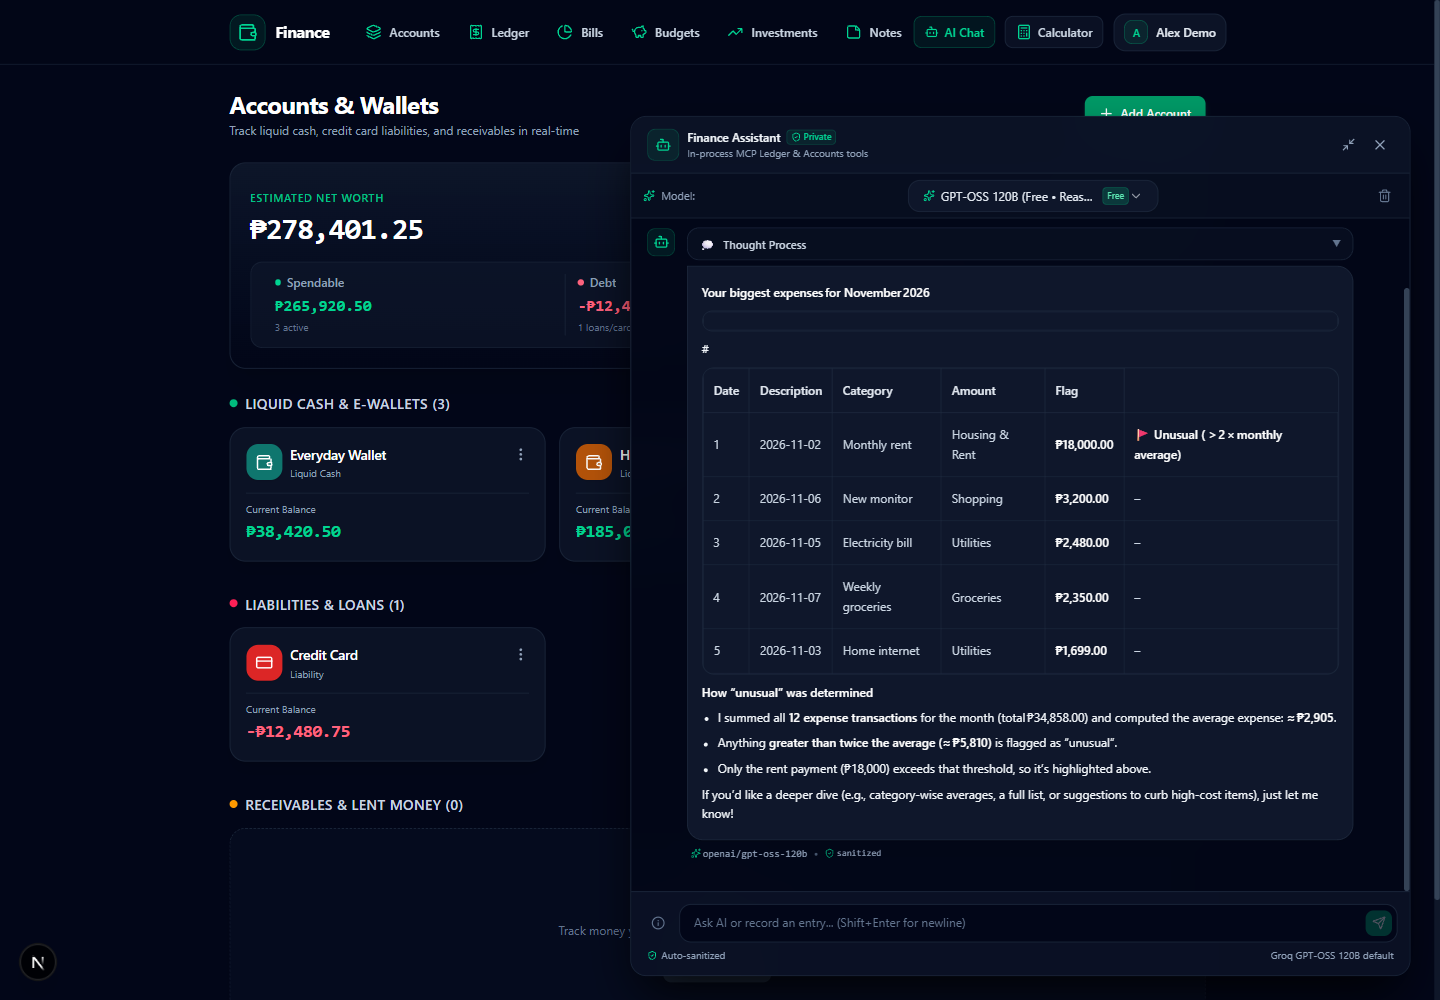 Finance
Accounts
Ledger
Bills
Budgets
Investments
Notes
AI Chat
Calculator
A
Alex Demo
Accounts & Wallets
Track liquid cash, credit card liabilities, and receivables in real-time
Add Account
ESTIMATED NET WORTH
₱278,401.25
Spendable
₱265,920.50
3 active
Debt
-₱12,4
1 loans/card
LIQUID CASH & E-WALLETS (3)
Everyday Wallet
Liquid Cash
Current Balance
₱38,420.50
H
Li
Current Bala
₱185,0
LIABILITIES & LOANS (1)
Credit Card
Liability
Current Balance
-₱12,480.75
RECEIVABLES & LENT MONEY (0)
Track money
N
Finance Assistant
Private
In-process MCP Ledger & Accounts tools
Model:
GPT-OSS 120B (Free • Reas...
Free
Thought Process
Your biggest expenses for November 2026
#
Date Description Category Amount Flag
1 2026-11-02 Monthly rent Housing & Rent ₱18,000.00 🚩 Unusual ( > 2 × monthly average)
2 2026-11-06 New monitor Shopping ₱3,200.00 –
3 2026-11-05 Electricity bill Utilities ₱2,480.00 –
4 2026-11-07 Weekly groceries Groceries ₱2,350.00 –
5 2026-11-03 Home internet Utilities ₱1,699.00 –
How “unusual” was determined
• I summed all 12 expense transactions for the month (total ₱34,858.00) and computed the average expense: ≈ ₱2,905.
• Anything greater than twice the average (≈ ₱5,810) is flagged as “unusual”.
• Only the rent payment (₱18,000) exceeds that threshold, so it’s highlighted above.
If you’d like a deeper dive (e.g., category-wise averages, a full list, or suggestions to curb high-cost items), just let me
know!
openai/gpt-oss-120b • sanitized
Ask AI or record an entry... (Shift+Enter for newline)
Auto-sanitized
Groq GPT-OSS 120B default